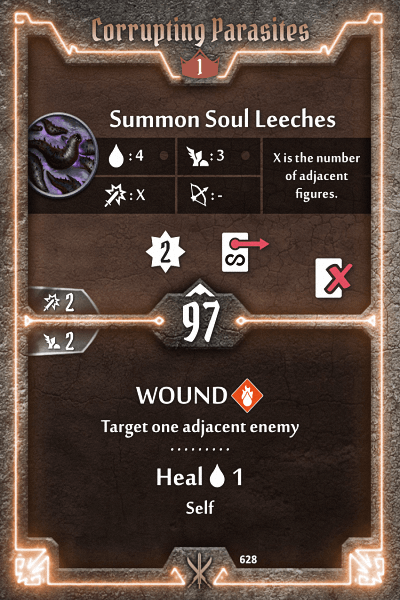 Corrupting Parasites
1
Summon Soul Leeches
: 4
: 3
X is the number
of adjacent
figures.
: X
: -
2
S
X
2
97
2
WOUND
Target one adjacent enemy
Heal 1
Self
628